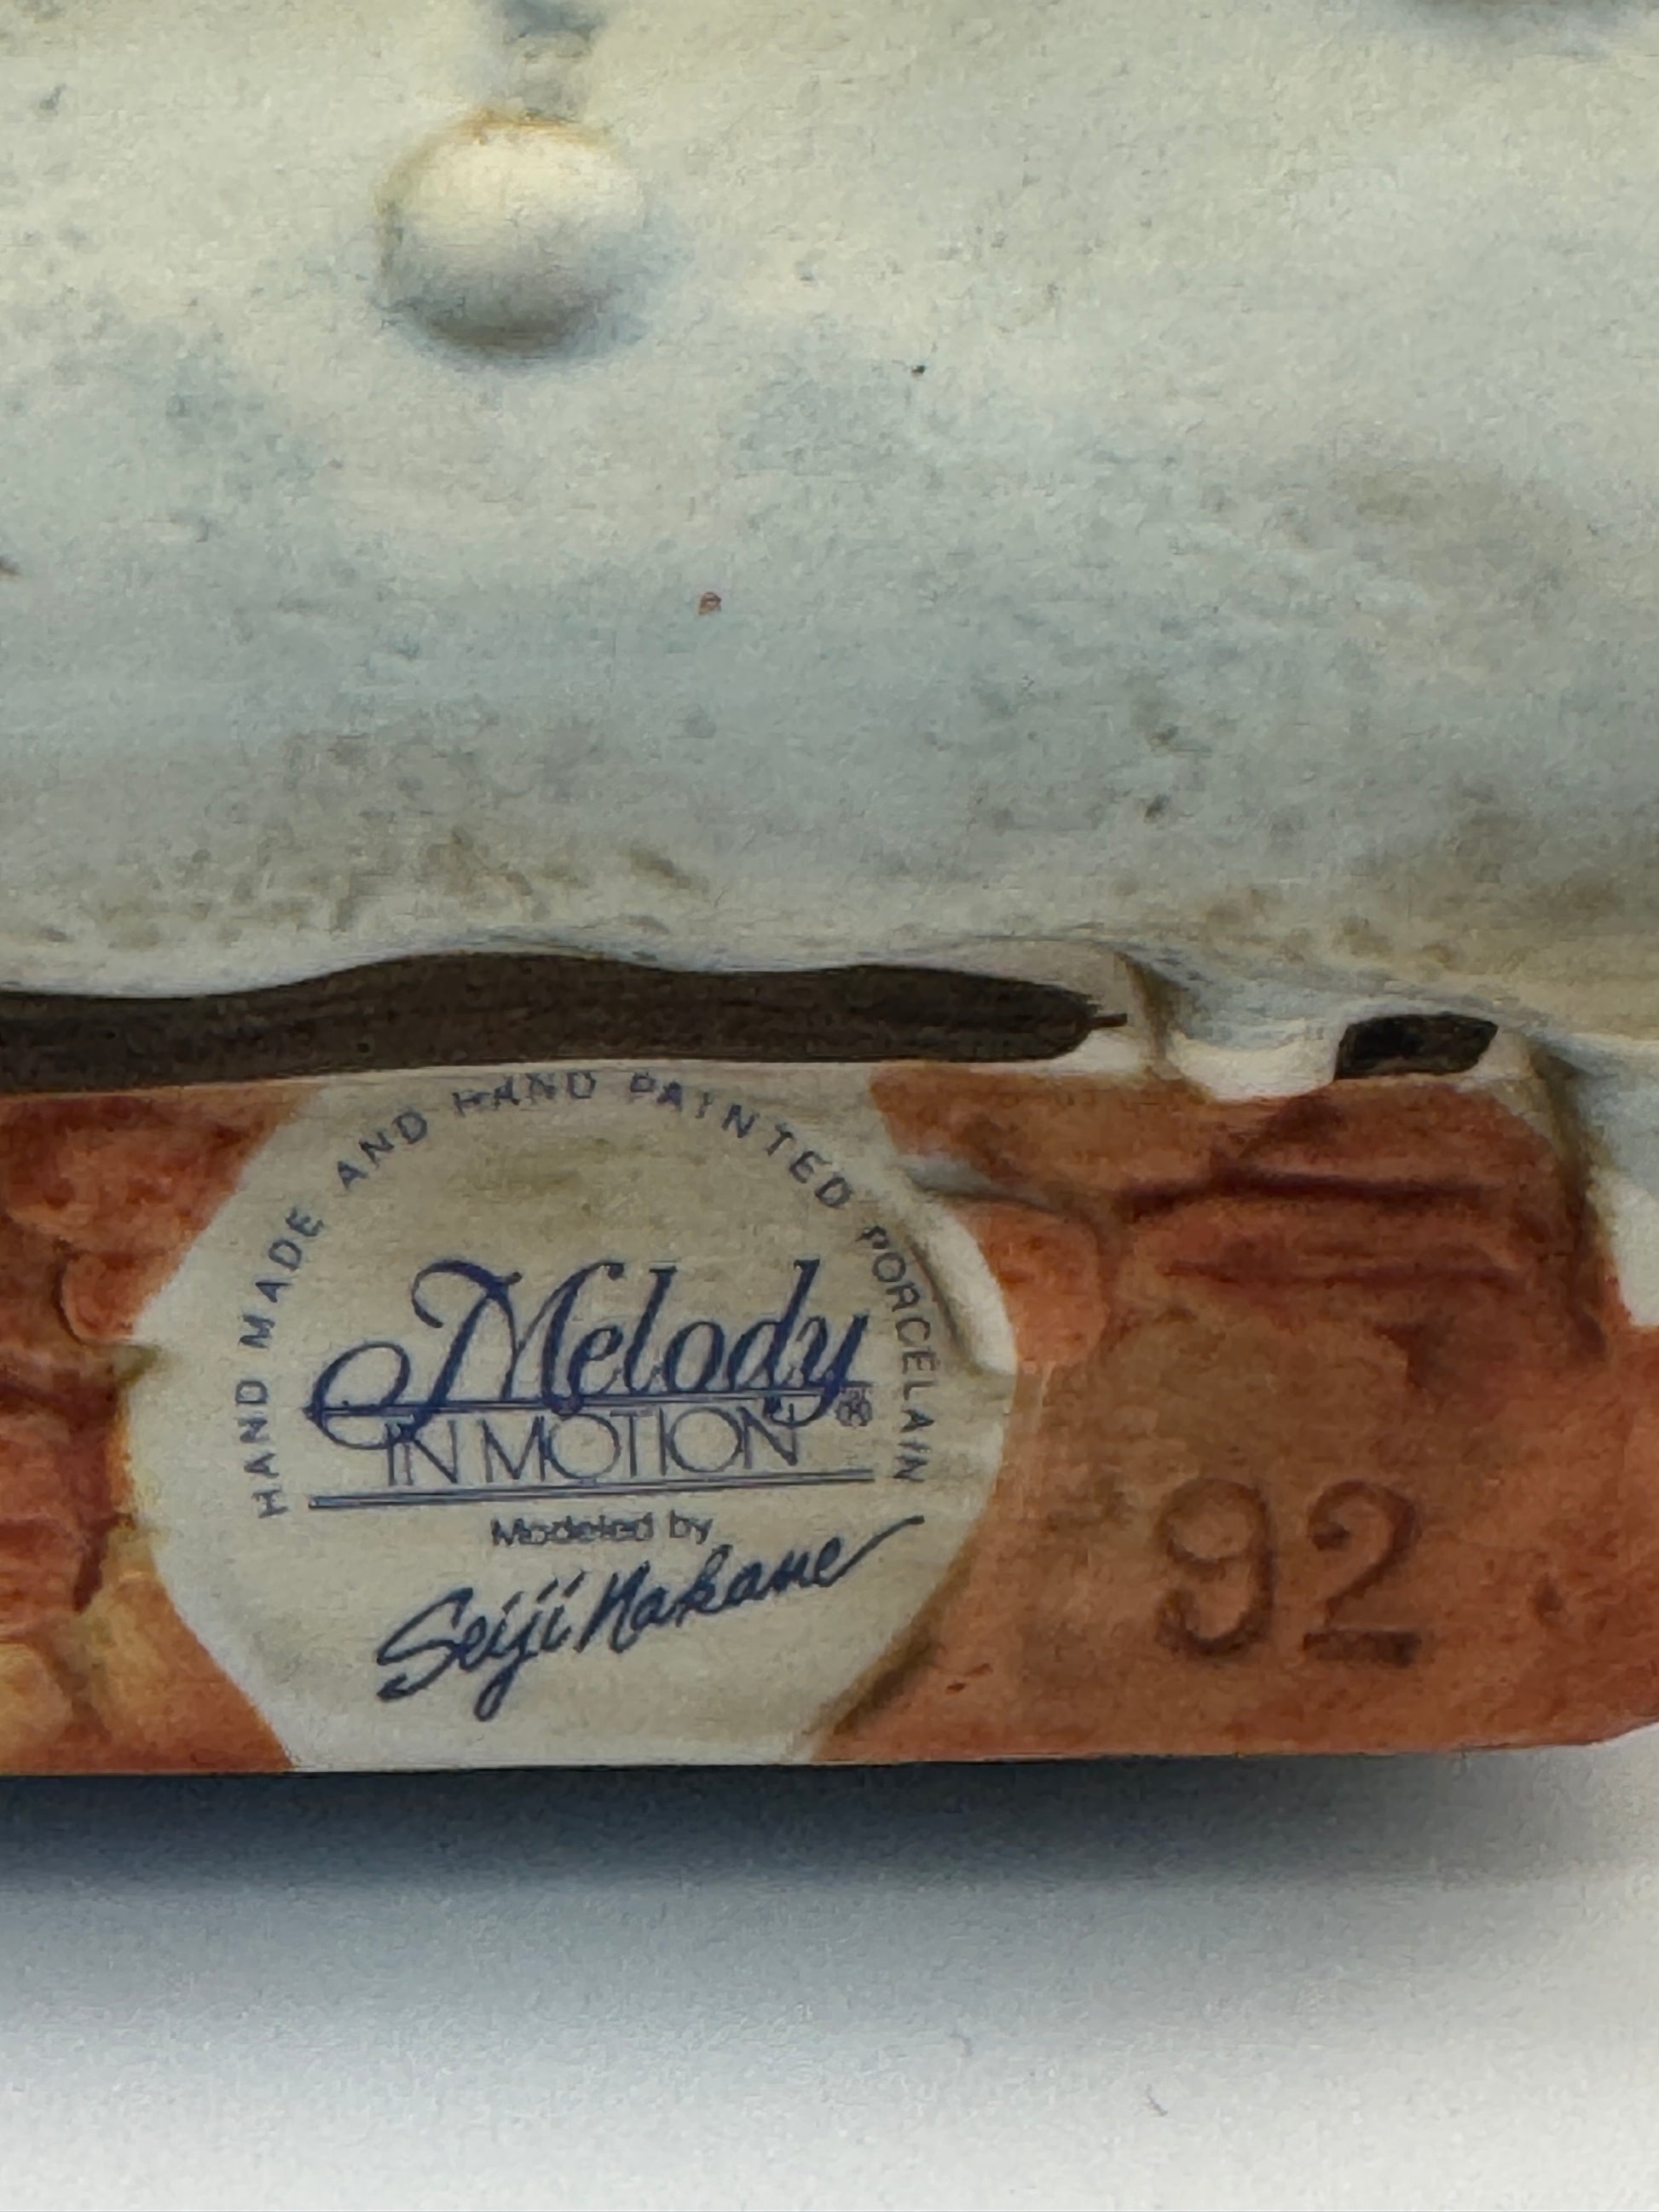 HAND MADE AND HAND PAINTED PORCELAIN
Melody
IN MOTION®
Modeled by
Seiji Nakane
92